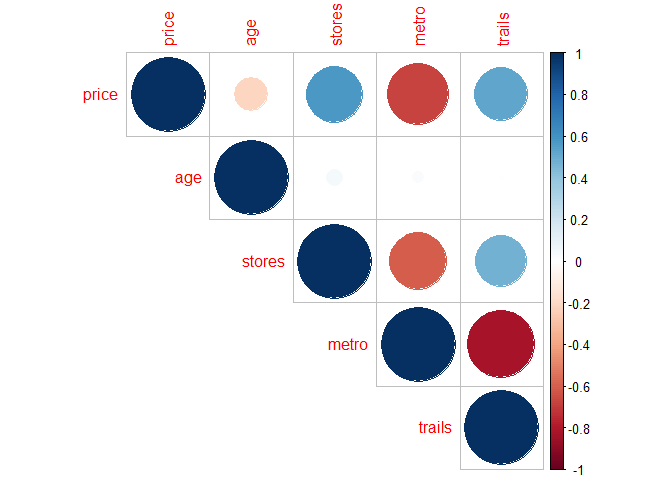 price age stores metro trails
price
age
stores
metro
trails
1
0.8
0.6
0.4
0.2
0
-0.2
-0.4
-0.6
-0.8
-1